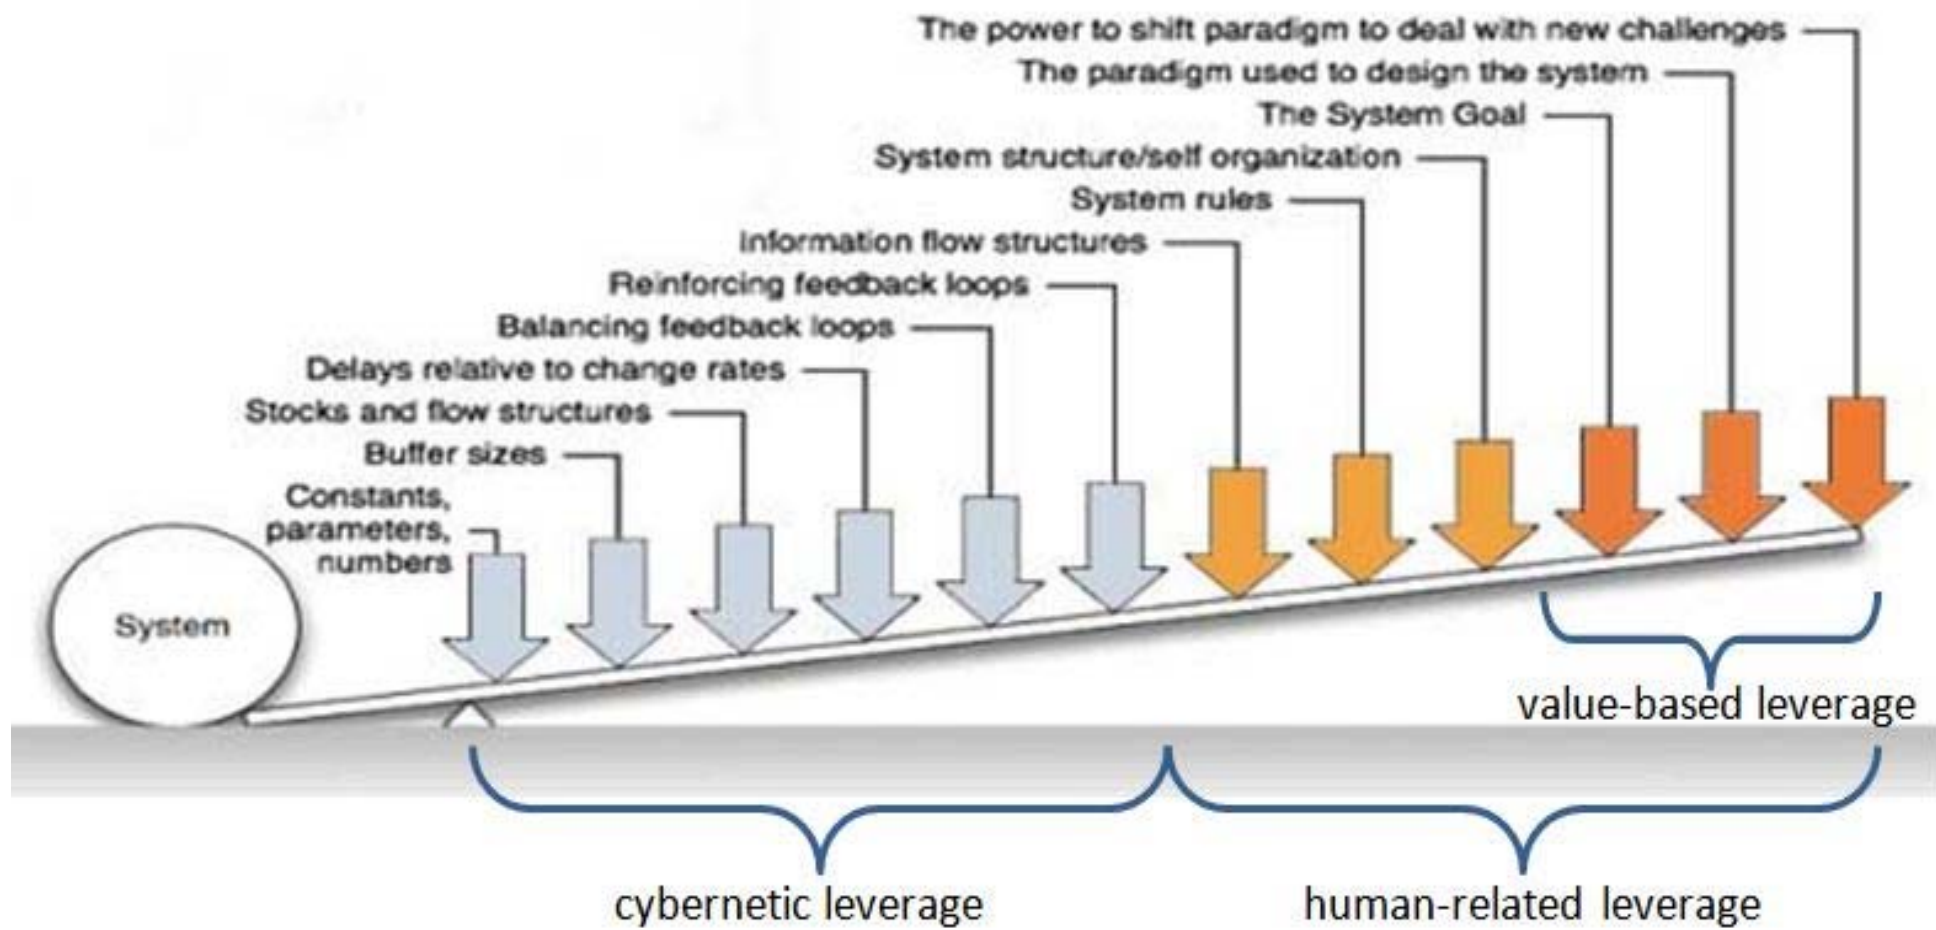 The power to shift paradigm to deal with new challenges
The paradigm used to design the system
The System Goal
System structure/self organization
System rules
Information flow structures
Reinforcing feedback loops
Balancing feedback loops
Delays relative to change rates
Stocks and flow structures
Buffer sizes
Constants,
parameters,
numbers
System
value-based leverage
cybernetic leverage
human-related leverage